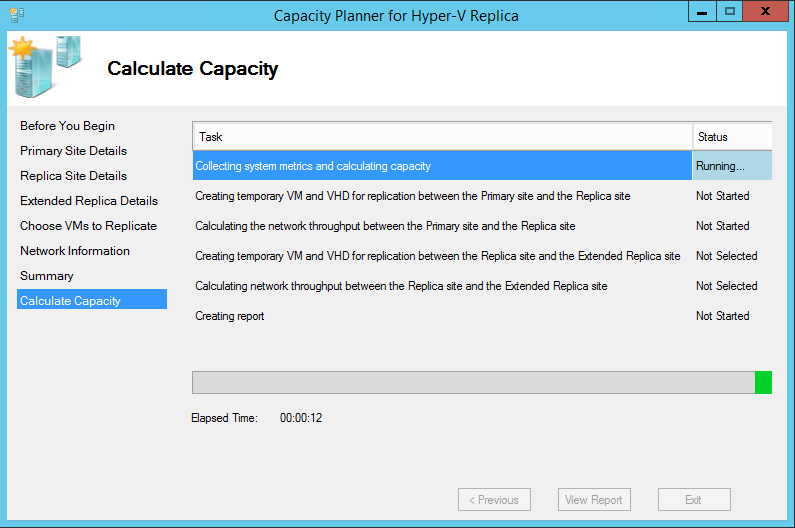 Capacity Planner for Hyper-V Replica
Calculate Capacity
Before You Begin
Primary Site Details
Replica Site Details
Extended Replica Details
Choose VMs to Replicate
Network Information
Summary
Calculate Capacity
Task Status
Collecting system metrics and calculating capacity Running...
Creating temporary VM and VHD for replication between the Primary site and the Replica site Not Started
Calculating the network throughput between the Primary site and the Replica site Not Started
Creating temporary VM and VHD for replication between the Replica site and the Extended Replica site Not Selected
Calculating network throughput between the Replica site and the Extended Replica site Not Selected
Creating report Not Started
Elapsed Time: 00:00:12
< Previous View Report Exit